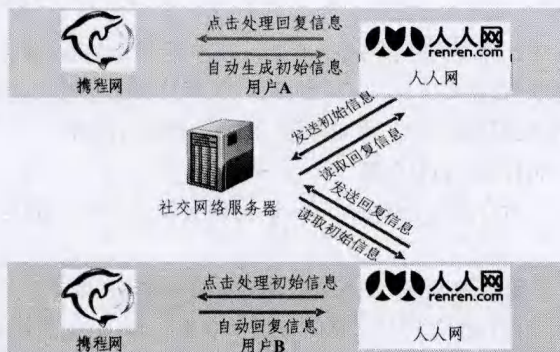 点击处理回复信息
人人网
renren.com
自动生成初始信息
携程网
用户A
人人网
发送初始信息
读取回复信息
社交网络服务器
发送回复信息
读取初始信息
点击处理初始信息
人人网
renren.com
自动回复信息
携程网
用户B
人人网